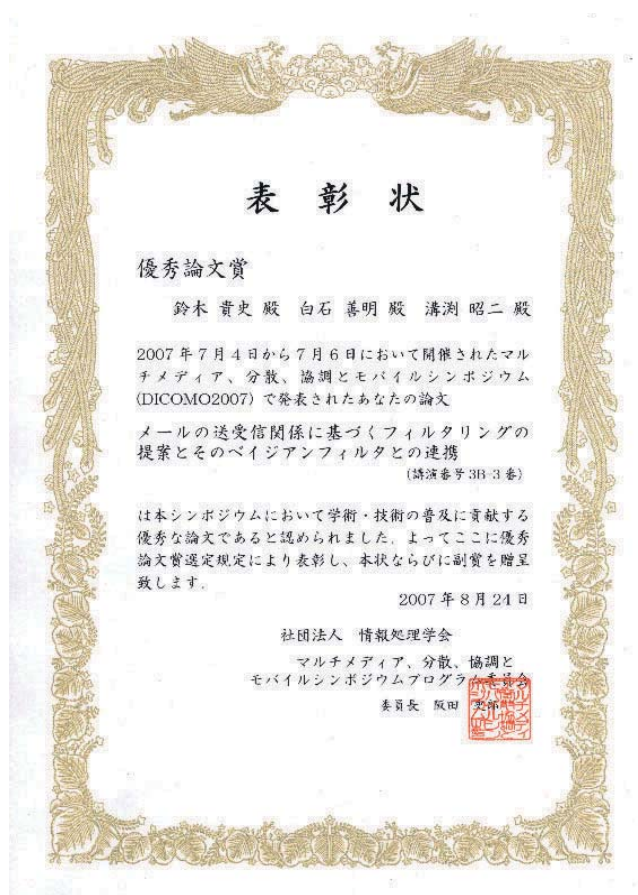 表 彰 状
優秀論文賞
鈴木 貴史 殿 白石 善明 殿 溝渕 昭二 殿
2007年7月4日から7月6日において開催されたマル
チメディア、分散、協調とモバイルシンポジウム
(DICOMO2007) で発表されたあなたの論文
メールの送受信関係に基づくフィルタリングの
提案とそのベイジアンフィルタとの連携
(講演番号3B-3番)
は本シンポジウムにおいて学術・技術の普及に貢献する
優秀な論文であると認められました．よってここに優秀
論文賞選定規定により表彰し、本状ならびに副賞を贈呈
致します．
2007年8月24日
社団法人 情報処理学会
マルチメディア、分散、協調と
モバイルシンポジウムプログラム委員会
委員長 阪田